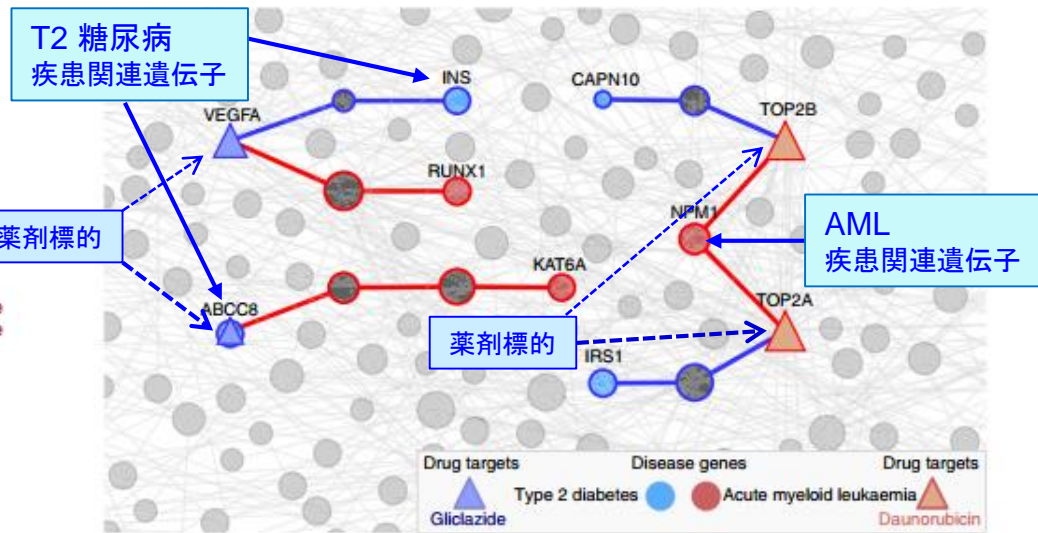 T2 糖尿病
疾患関連遺伝子
INS
CAPN10
VEGFA
TOP2B
RUNX1
NPM1
AML
疾患関連遺伝子
薬剤標的
KAT6A
ABCC8
TOP2A
薬剤標的
IRS1
Drug targets Disease genes Drug targets
Type 2 diabetes Acute myeloid leukaemia
Gliclazide Daunorubicin